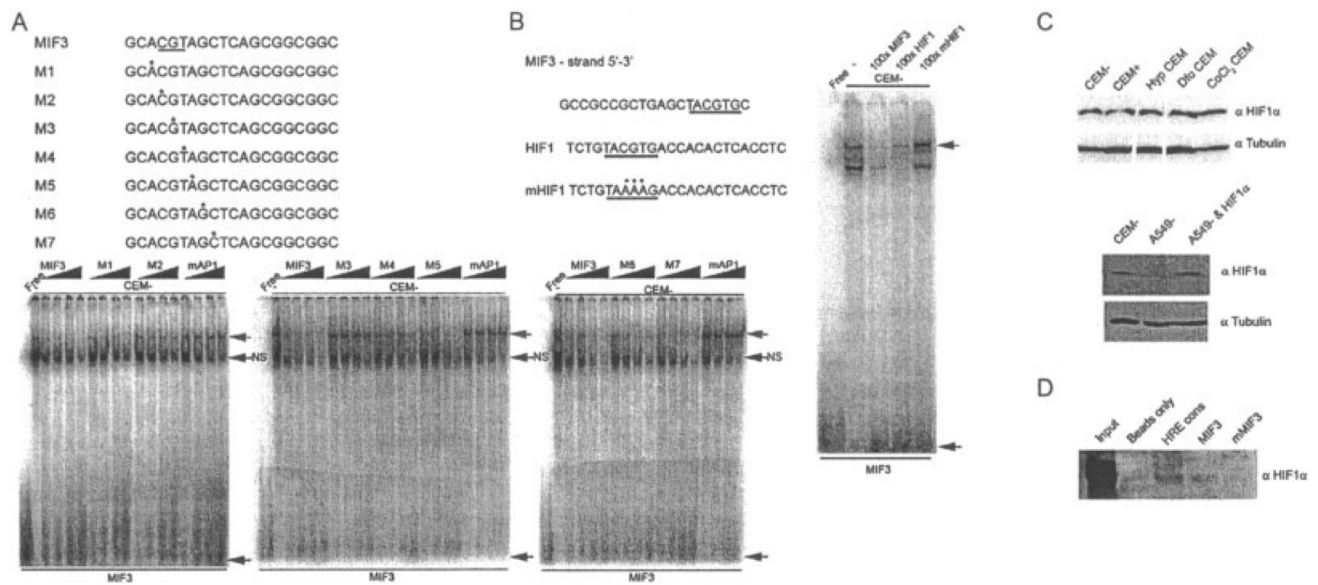 A
MIF3 GCACGTAGCTCAGCGGCGGC
M1 GCACGTAGCTCAGCGGCGGC
M2 GCACGTAGCTCAGCGGCGGC
M3 GCACGTAGCTCAGCGGCGGC
M4 GCACGTAGCTCAGCGGCGGC
M5 GCACGTAGCTCAGCGGCGGC
M6 GCACGTAGCTCAGCGGCGGC
M7 GCACGTAGCTCAGCGGCGGC
Free - MIF3 M1 M2 mAP1
CEM-
NS
MIF3
Free - MIF3 M3 M4 M5 mAP1
CEM-
NS
MIF3
Free - MIF3 M6 M7 mAP1
CEM-
NS
MIF3
B
MIF3 - strand 5'-3'
GCCGCCGCTGAGCTACGTGC
HIF1 TCTGTACGTGACCACACTCACCTC
***
mHIF1 TCTGTAAAAGACCACACTCACCTC
Free - 100x MIF3 100x HIF1 100x mHIF1
CEM-
MIF3
C
CEM- CEM+ Hyp CEM Dfo CEM CoCl2 CEM
α HIF1α
α Tubulin
CEM- A549- A549- & HIF1α
α HIF1α
α Tubulin
D
Input Beads only HRE cons MIF3 mMIF3
α HIF1α